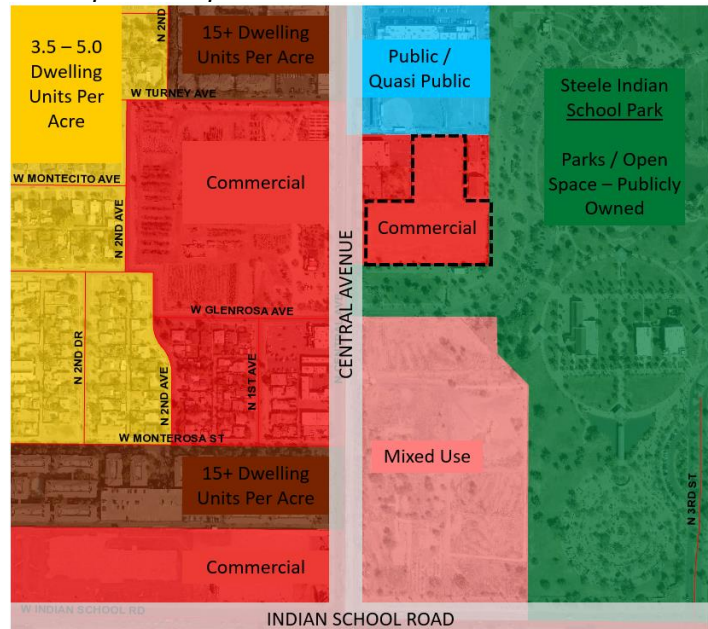 3.5 – 5.0
Dwelling
Units Per
Acre
N 2ND
15+ Dwelling
Units Per Acre
Public /
Quasi Public
Steele Indian
School Park
Parks / Open
Space – Publicly
Owned
W TURNEY AVE
W MONTECITO AVE
N 2ND AVE
Commercial
Commercial
CENTRAL AVENUE
W GLENROSA AVE
N 2ND DR
N 2ND AVE
N 1ST AVE
W MONTEROSA ST
Mixed Use
15+ Dwelling
Units Per Acre
N 3RD ST
Commercial
W INDIAN SCHOOL RD
INDIAN SCHOOL ROAD